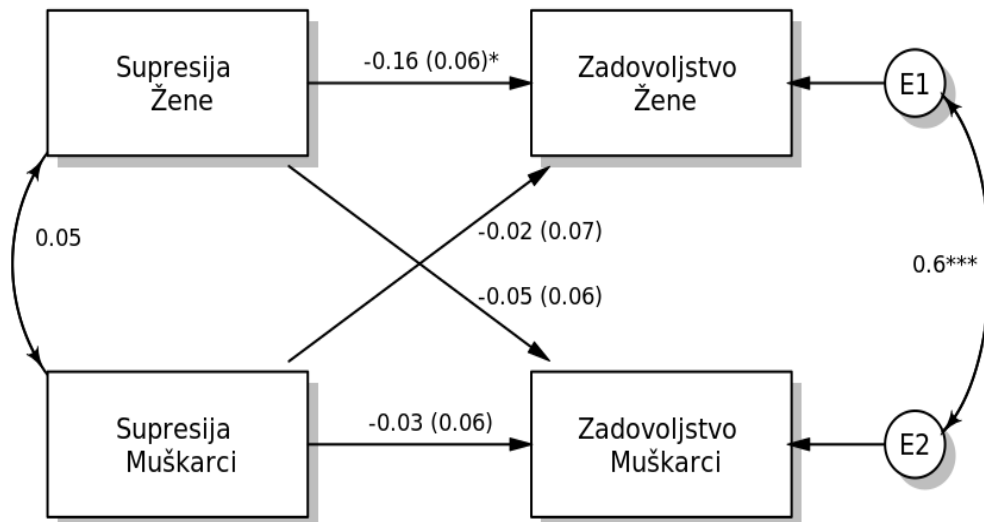 Supresija
Žene
-0.16 (0.06)*
Zadovoljstvo
Žene
E1
0.05
-0.02 (0.07)
-0.05 (0.06)
0.6***
Supresija
Muškarci
-0.03 (0.06)
Zadovoljstvo
Muškarci
E2